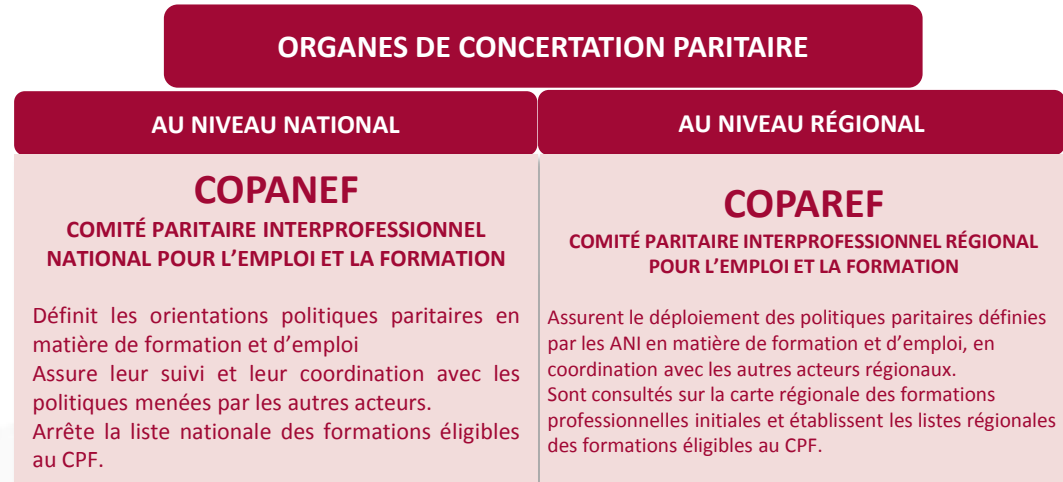 ORGANES DE CONCERTATION PARITAIRE
AU NIVEAU NATIONAL
COPANEF
COMITÉ PARITAIRE INTERPROFESSIONNEL
NATIONAL POUR L’EMPLOI ET LA FORMATION
Définit les orientations politiques paritaires en
matière de formation et d’emploi
Assure leur suivi et leur coordination avec les
politiques menées par les autres acteurs.
Arrête la liste nationale des formations éligibles
au CPF.
AU NIVEAU RÉGIONAL
COPAREF
COMITÉ PARITAIRE INTERPROFESSIONNEL RÉGIONAL
POUR L’EMPLOI ET LA FORMATION
Assurent le déploiement des politiques paritaires définies
par les ANI en matière de formation et d’emploi, en
coordination avec les autres acteurs régionaux.
Sont consultés sur la carte régionale des formations
professionnelles initiales et établissent les listes régionales
des formations éligibles au CPF.